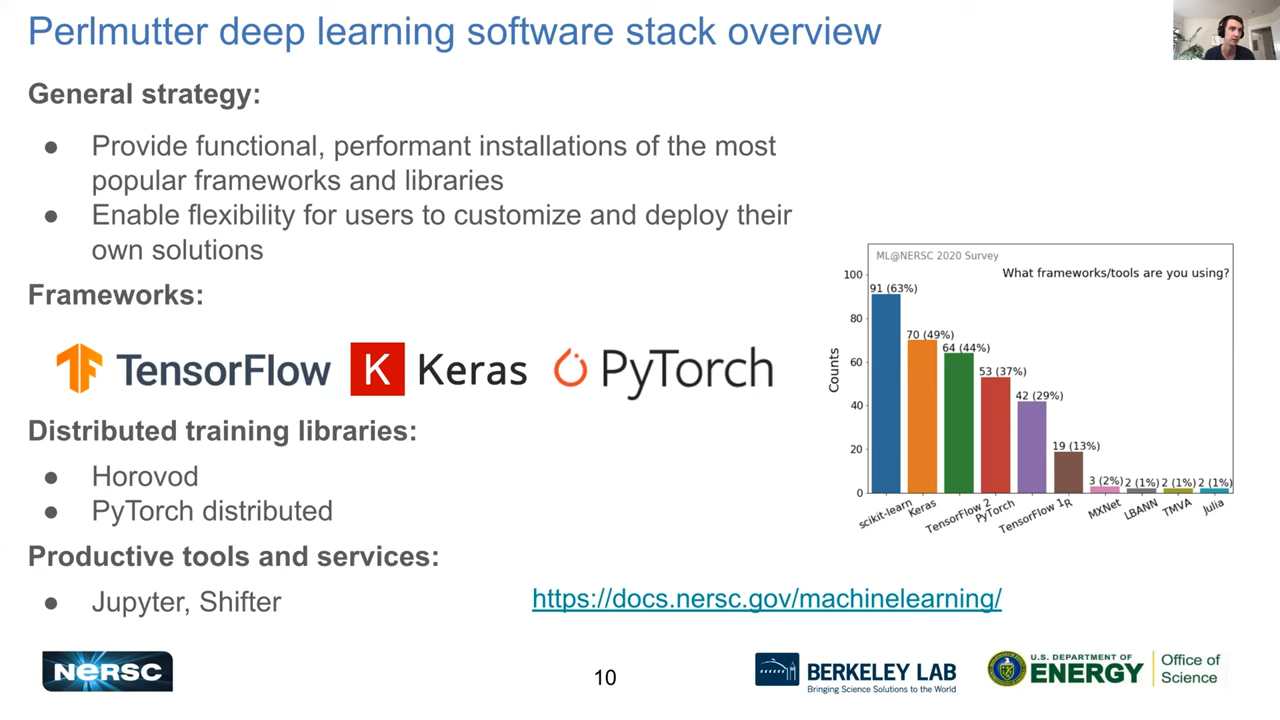 Perlmutter deep learning software stack overview
General strategy:
● Provide functional, performant installations of the most
popular frameworks and libraries
● Enable flexibility for users to customize and deploy their
own solutions
Frameworks:
TensorFlow
K Keras
PyTorch
Distributed training libraries:
● Horovod
● PyTorch distributed
Productive tools and services:
● Jupyter, Shifter
ML@NERSC 2020 Survey
What frameworks/tools are you using?
Counts
100
80
60
40
20
0
91 (63%)
70 (49%)
64 (44%)
53 (37%)
42 (29%)
19 (13%)
3 (2%)
2 (1%)
2 (1%)
2 (1%)
scikit-learn
Keras
TensorFlow 2
PyTorch
TensorFlow 1
R
MXNet
LBANN
TMVA
Julia
https://docs.nersc.gov/machinelearning/
NERSC
10
BERKELEY LAB
Bringing Science Solutions to the World
U.S. DEPARTMENT OF
ENERGY
Office of
Science